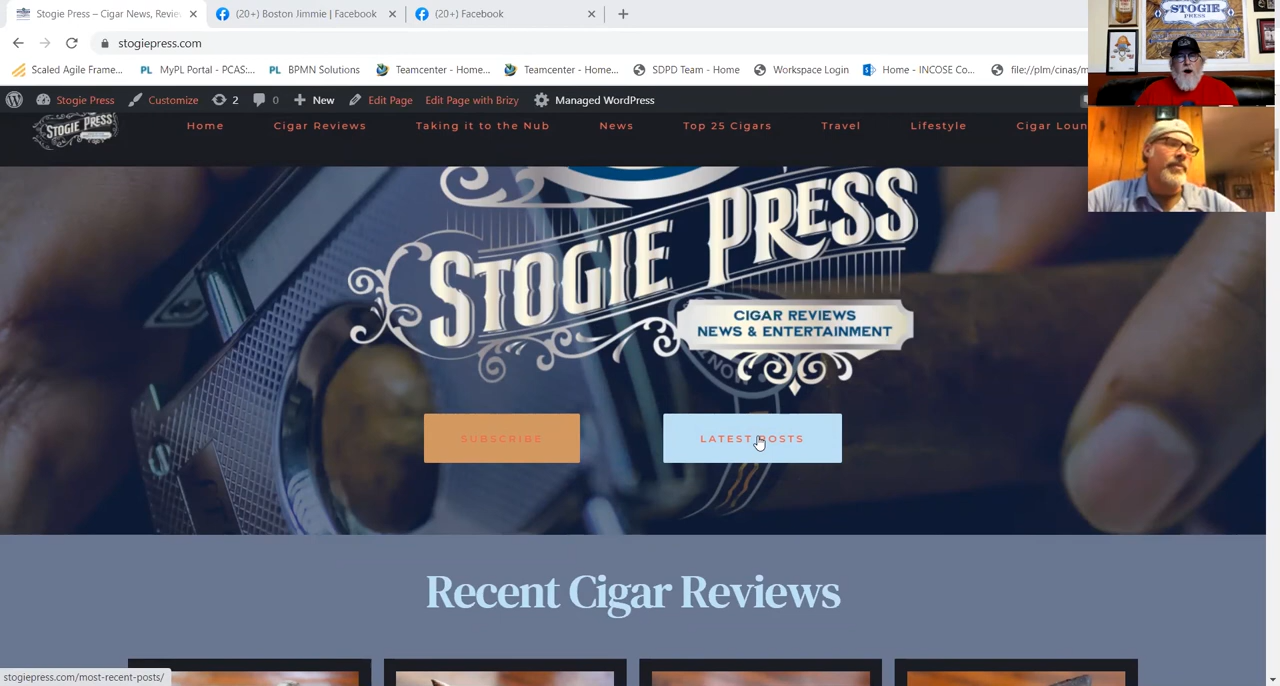 Stogie Press – Cigar News, Revie
(20+) Boston Jimmie | Facebook
(20+) Facebook
stogiepress.com
Scaled Agile Frame...
MyPL Portal - PCAS:...
BPMN Solutions
Teamcenter - Home...
Teamcenter - Home...
SDPD Team - Home
Workspace Login
Home - INCOSE Co...
file://plm/cinas/m
Stogie Press
Customize
2
0
New
Edit Page
Edit Page with Brizy
Managed WordPress
STOGIE PRESS
Home
Cigar Reviews
Taking it to the Nub
News
Top 25 Cigars
Travel
Lifestyle
Cigar Loun
STOGIE PRESS
CIGAR REVIEWS
NEWS & ENTERTAINMENT
SUBSCRIBE
LATEST POSTS
Recent Cigar Reviews
stogiepress.com/most-recent-posts/
STOGIE
PRESS